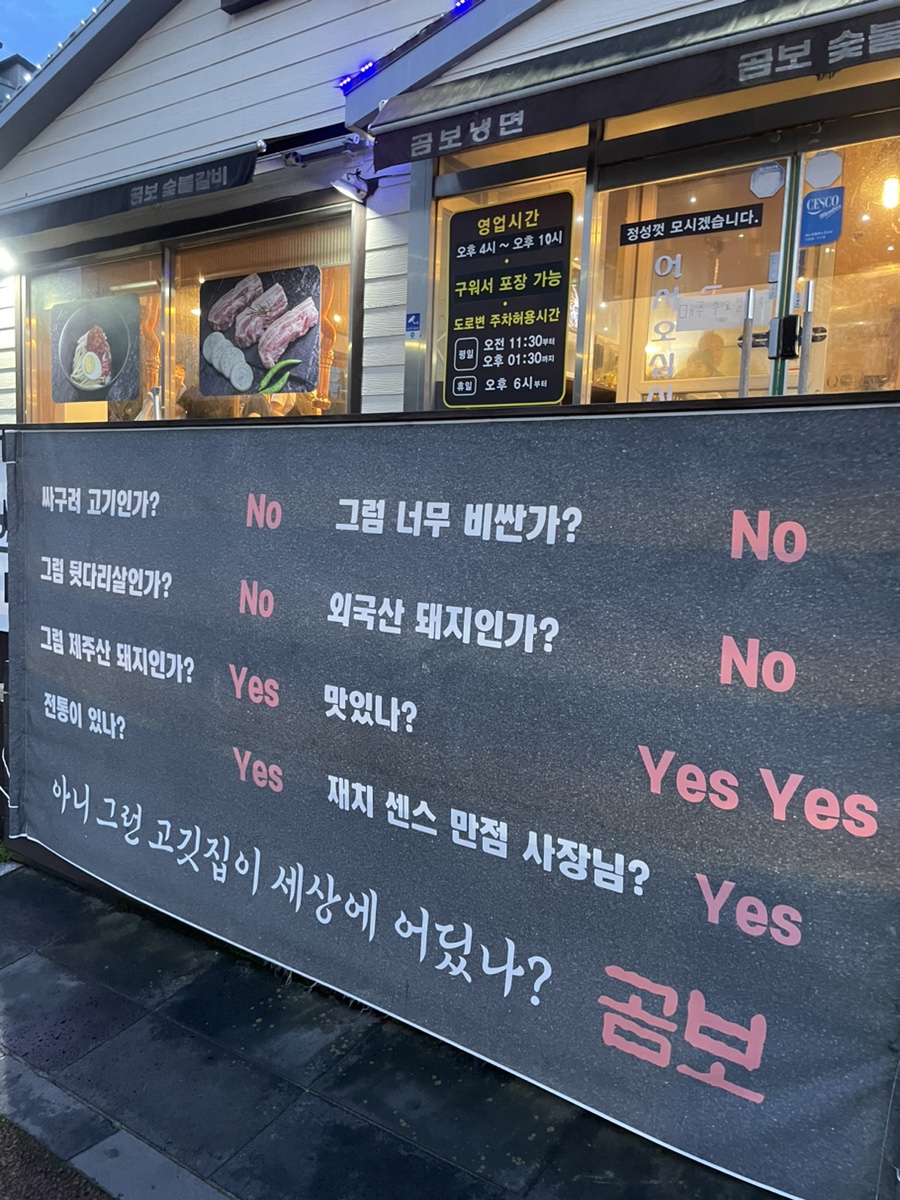 곰보 숯불
곰보냉면
곰보 숯불갈비
CESCO
정성껏 모시겠습니다.
영업시간
오후 4시 ~ 오후 10시
구워서 포장 가능
도로변 주차허용시간
평일 오전 11:30부터
오후 01:30까지
휴일 오후 6시부터
어서오십시
싸구려 고기인가? No
그럼 뒷다리살인가? No
그럼 제주산 돼지인가? Yes
전통이 있나? Yes
그럼 너무 비싼가? No
외국산 돼지인가? No
맛있나? Yes Yes
재치 센스 만점 사장님? Yes
아니 그런 고깃집이 세상에 어딨나?
곰보